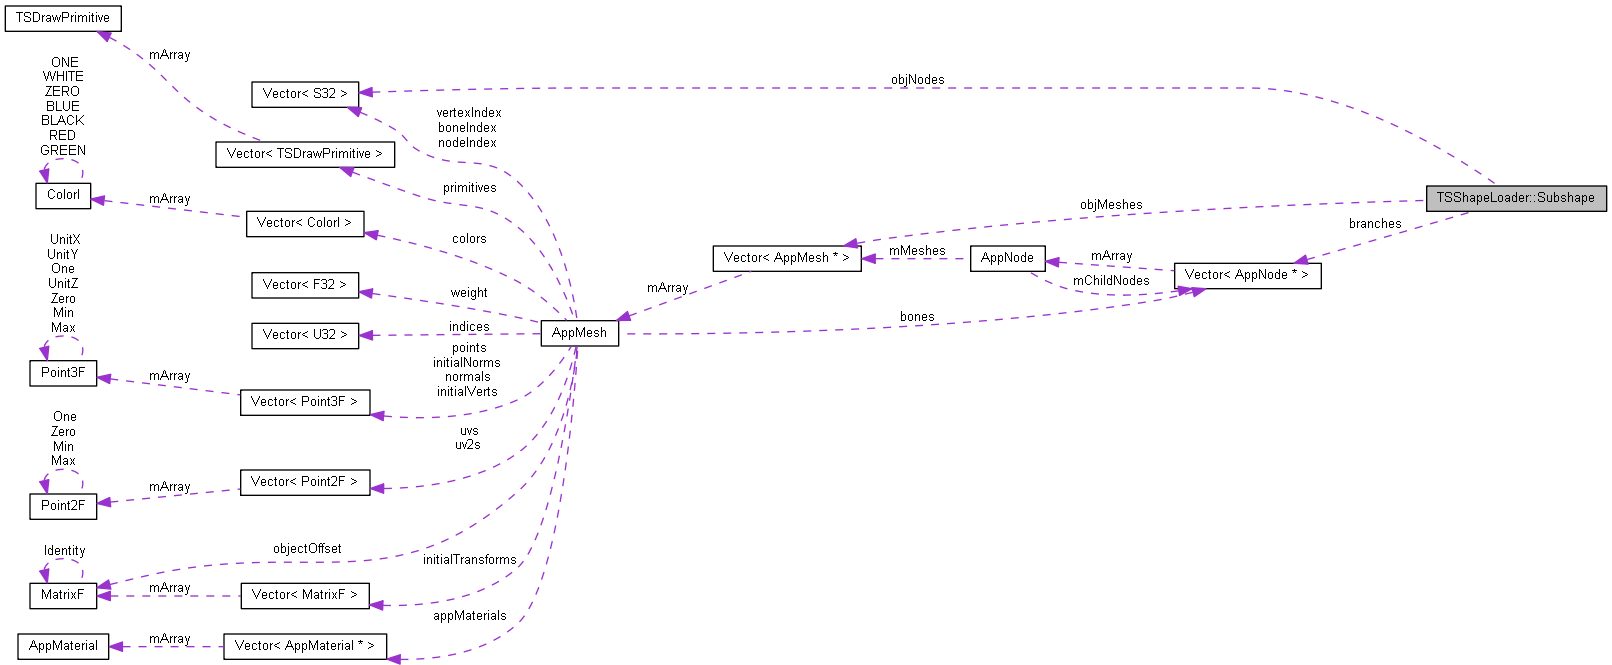 TSDrawPrimitive
mArray
ONE
WHITE
ZERO
BLUE
BLACK
RED
GREEN
Vector< S32 >
objNodes
vertexIndex
boneIndex
nodeIndex
Vector< TSDrawPrimitive >
primitives
ColorI
mArray
Vector< ColorI >
colors
TSShapeLoader::Subshape
objMeshes
branches
UnitX
UnitY
One
UnitZ
Zero
Min
Max
Vector< F32 >
weight
Vector< AppMesh * >
mMeshes
AppNode
mArray
mChildNodes
Vector< AppNode * >
mArray
Vector< U32 >
indices
AppMesh
bones
points
initialNorms
normals
initialVerts
Point3F
mArray
Vector< Point3F >
One
Zero
Min
Max
uvs
uv2s
Point2F
mArray
Vector< Point2F >
Identity
objectOffset
initialTransforms
MatrixF
mArray
Vector< MatrixF >
appMaterials
AppMaterial
mArray
Vector< AppMaterial * >